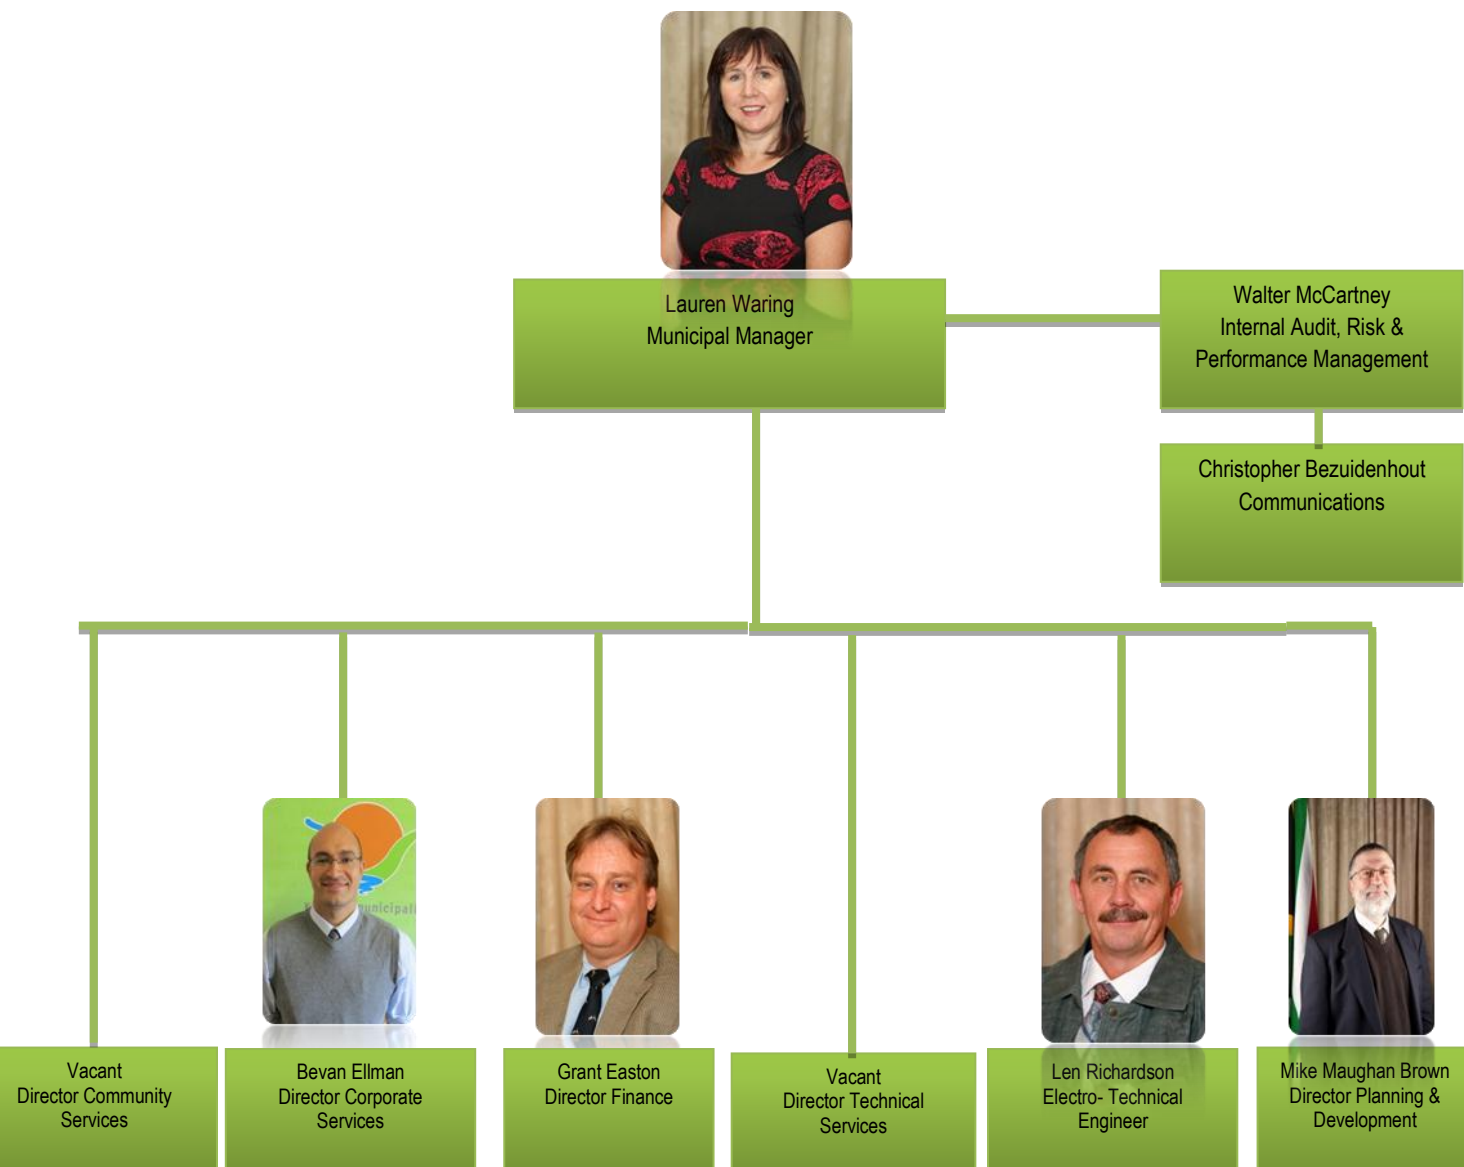 Lauren Waring
Municipal Manager
Walter McCartney
Internal Audit, Risk &
Performance Management
Christopher Bezuidenhout
Communications
Vacant
Director Community
Services
Bevan Ellman
Director Corporate
Services
Grant Easton
Director Finance
Vacant
Director Technical
Services
Len Richardson
Electro- Technical
Engineer
Mike Maughan Brown
Director Planning &
Development